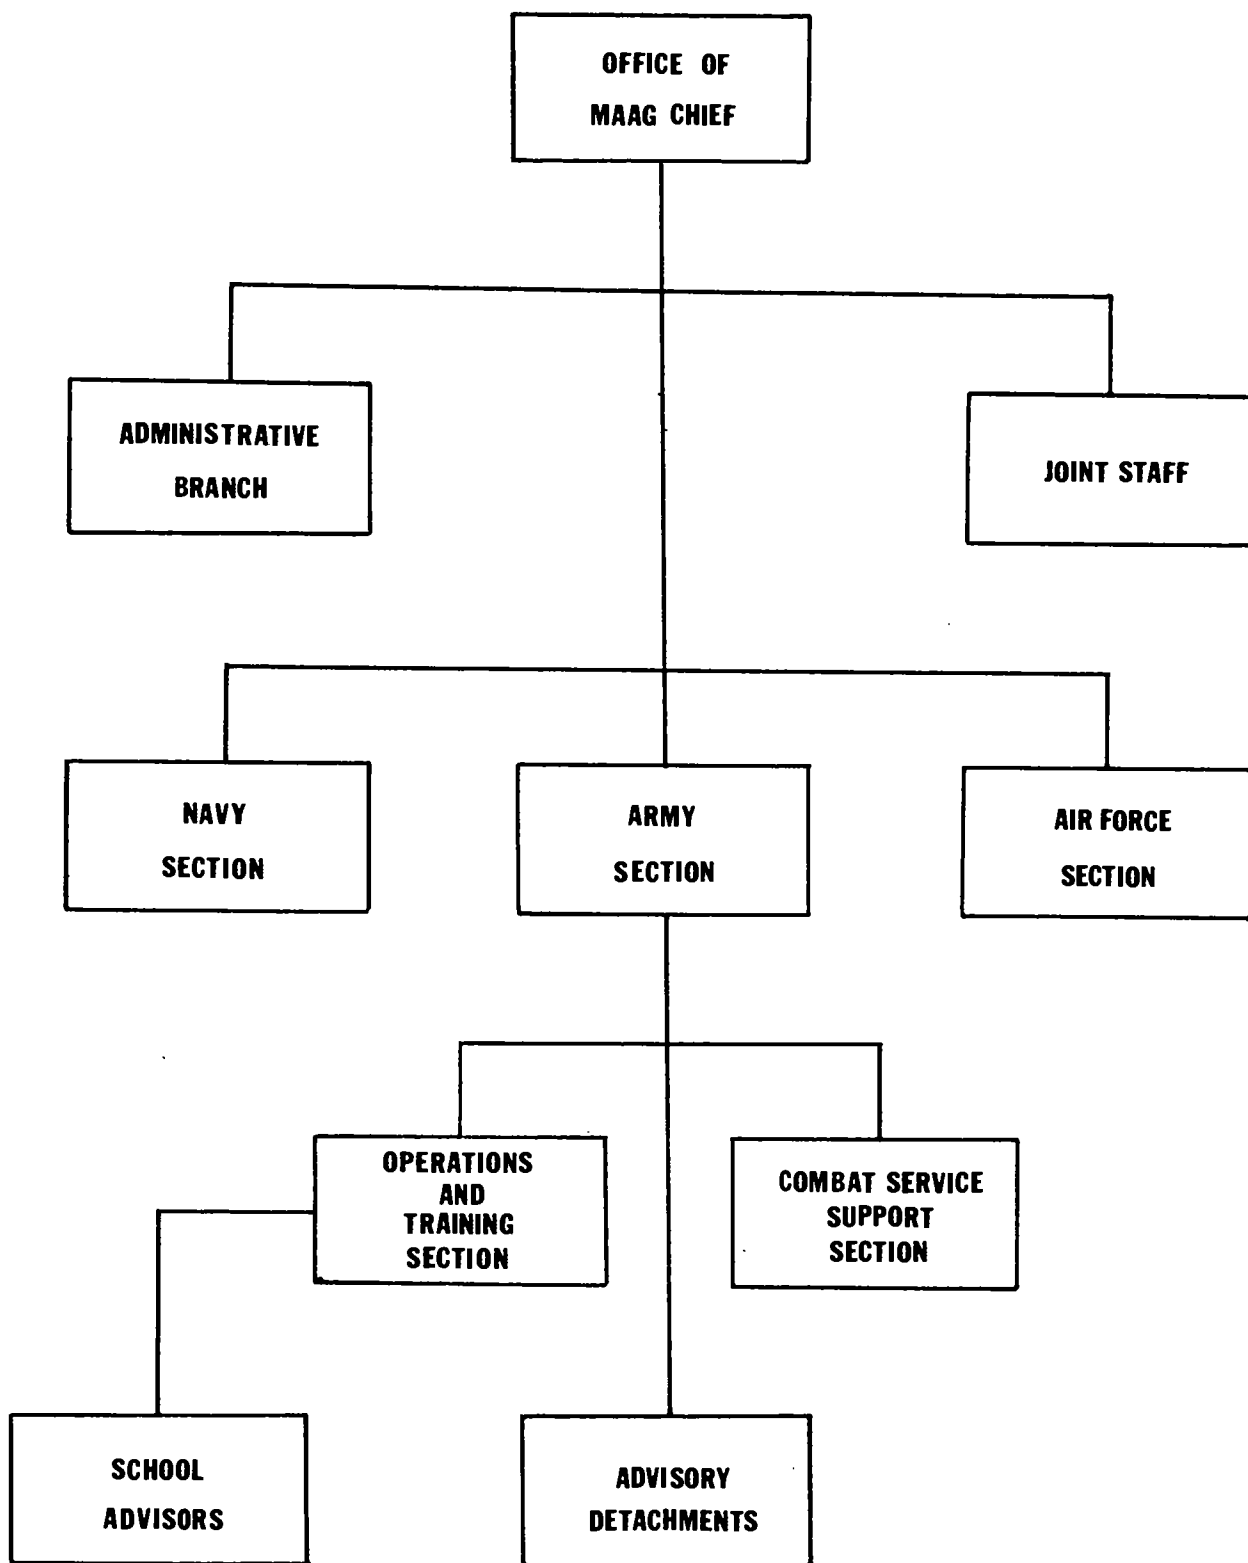 OFFICE OF
MAAG CHIEF
ADMINISTRATIVE
BRANCH
JOINT STAFF
NAVY
SECTION
ARMY
SECTION
AIR FORCE
SECTION
OPERATIONS
AND
TRAINING
SECTION
COMBAT SERVICE
SUPPORT
SECTION
SCHOOL
ADVISORS
ADVISORY
DETACHMENTS